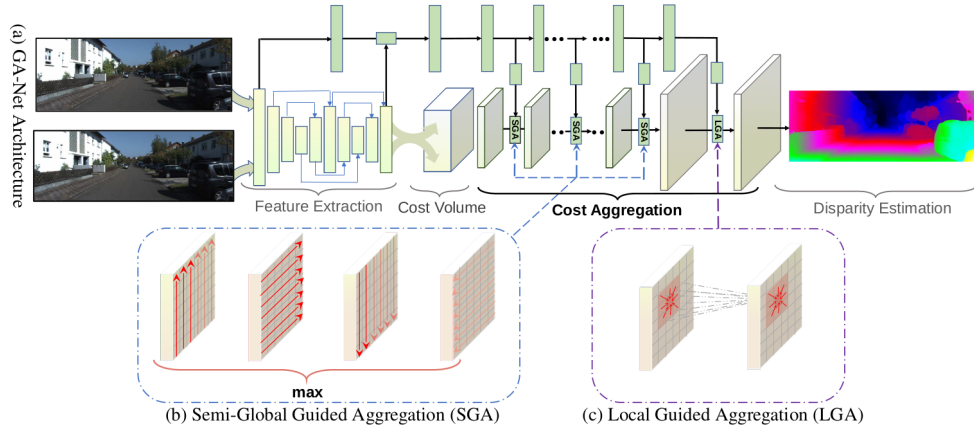 (a) GA-Net Architecture
SGA
SGA
SGA
LGA
Feature Extraction
Cost Volume
Cost Aggregation
Disparity Estimation
max
(b) Semi-Global Guided Aggregation (SGA)
(c) Local Guided Aggregation (LGA)